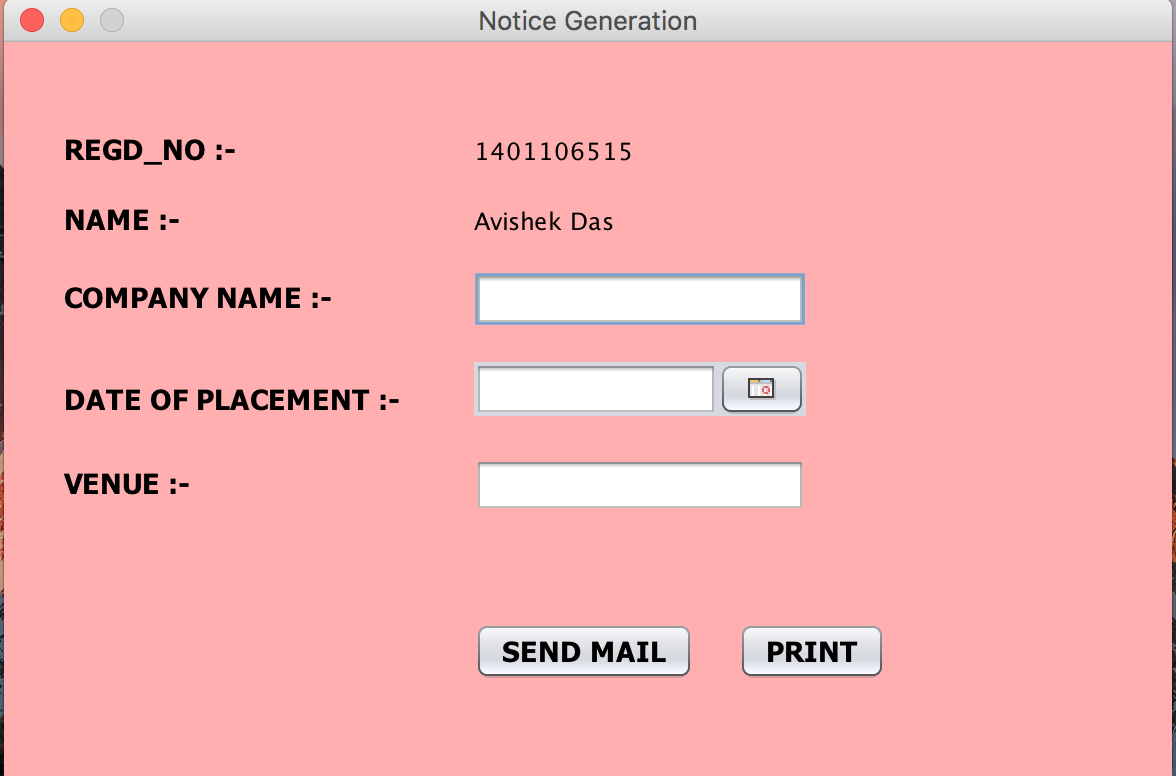 Notice Generation
REGD_NO :- 1401106515
NAME :- Avishek Das
COMPANY NAME :-
DATE OF PLACEMENT :-
VENUE :-
SEND MAIL PRINT